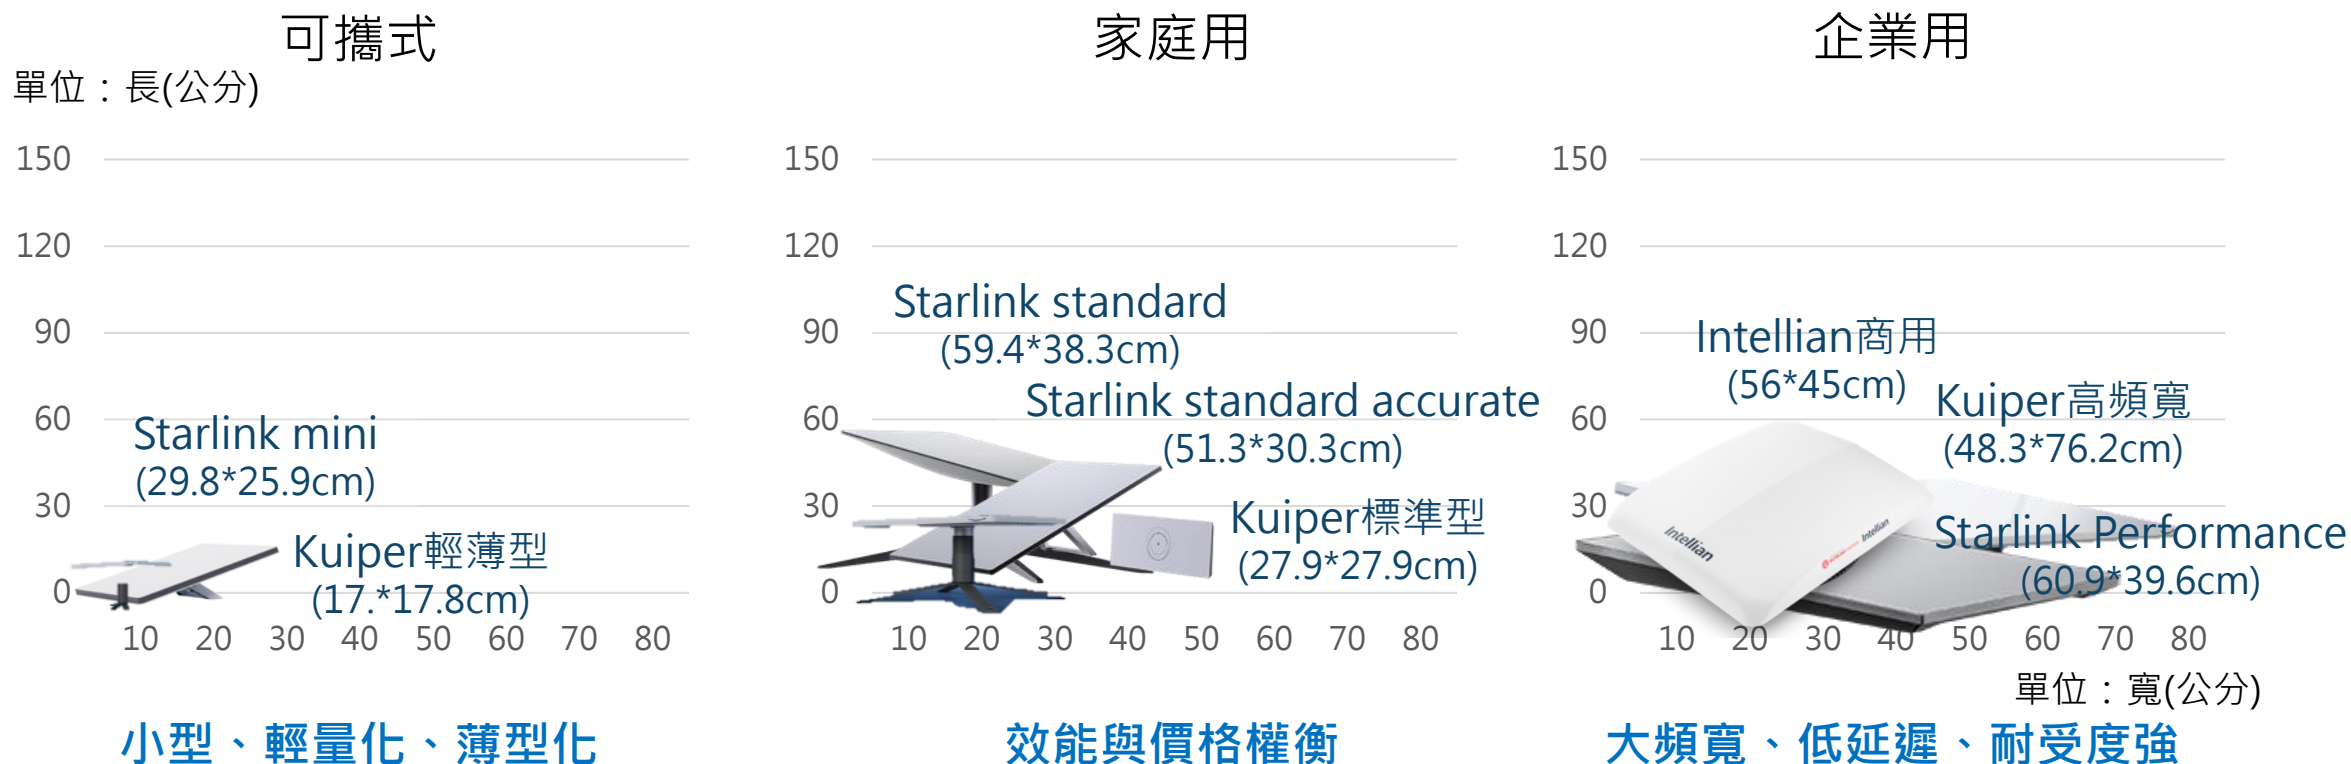 可攜式
單位：長(公分)
150
120
90
60
30
0
10 20 30 40 50 60 70 80
Starlink mini
(29.8*25.9cm)
Kuiper輕薄型
(17.*17.8cm)
小型、輕量化、薄型化
家庭用
150
120
90
60
30
0
10 20 30 40 50 60 70 80
Starlink standard
(59.4*38.3cm)
Starlink standard accurate
(51.3*30.3cm)
Kuiper標準型
(27.9*27.9cm)
效能與價格權衡
企業用
150
120
90
60
30
0
10 20 30 40 50 60 70 80
Intellian商用
(56*45cm)
Kuiper高頻寬
(48.3*76.2cm)
Intellian
Intellian
Starlink Performance
(60.9*39.6cm)
單位：寬(公分)
大頻寬、低延遲、耐受度強